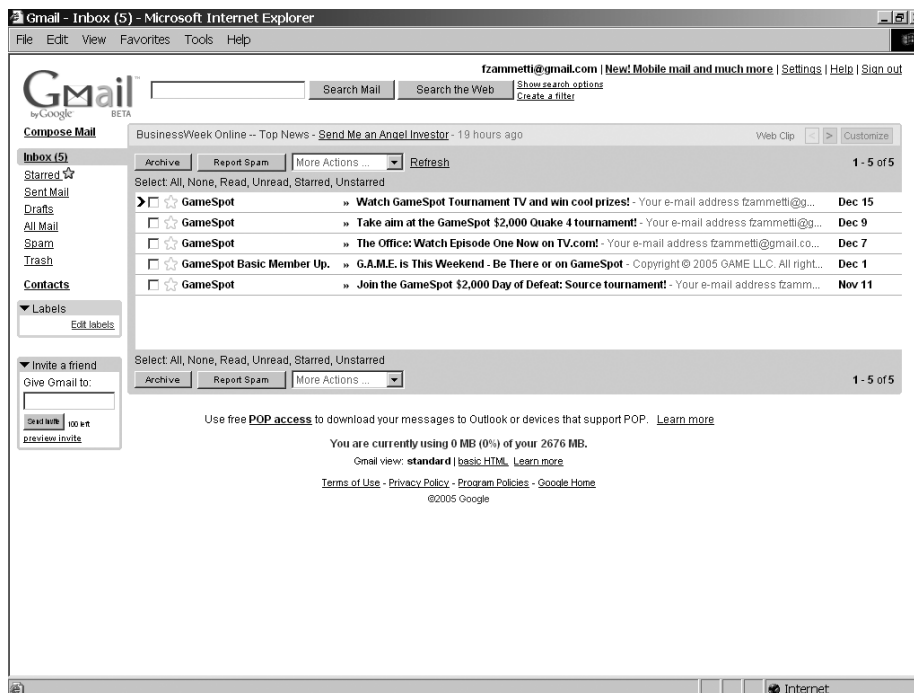 Gmail - Inbox (5) - Microsoft Internet Explorer
File Edit View Favorites Tools Help
fzammetti@gmail.com | New! Mobile mail and much more | Settings | Help | Sign out
Gmail™
by Google BETA
Search Mail Search the Web Show search options
Create a filter
Compose Mail
Inbox (5)
Starred
Sent Mail
Drafts
All Mail
Spam
Trash
Contacts
Labels
Edit labels
Invite a friend
Give Gmail to:
Send Invite 100 left
preview invite
BusinessWeek Online -- Top News - Send Me an Angel Investor - 19 hours ago Web Clip < > Customize
Archive Report Spam More Actions ... Refresh 1 - 5 of 5
Select: All, None, Read, Unread, Starred, Unstarred
GameSpot » Watch GameSpot Tournament TV and win cool prizes! - Your e-mail address fzammetti@g... Dec 15
GameSpot » Take aim at the GameSpot $2,000 Quake 4 tournament! - Your e-mail address fzammetti@g... Dec 9
GameSpot » The Office: Watch Episode One Now on TV.com! - Your e-mail address fzammetti@gmail.co... Dec 7
GameSpot Basic Member Up. » G.A.M.E. is This Weekend - Be There or on GameSpot - Copyright © 2005 GAME LLC. All right... Dec 1
GameSpot » Join the GameSpot $2,000 Day of Defeat: Source tournament! - Your e-mail address fzamm... Nov 11
Select: All, None, Read, Unread, Starred, Unstarred
Archive Report Spam More Actions ... 1 - 5 of 5
Use free POP access to download your messages to Outlook or devices that support POP. Learn more
You are currently using 0 MB (0%) of your 2676 MB.
Gmail view: standard | basic HTML Learn more
Terms of Use - Privacy Policy - Program Policies - Google Home
©2005 Google
Internet